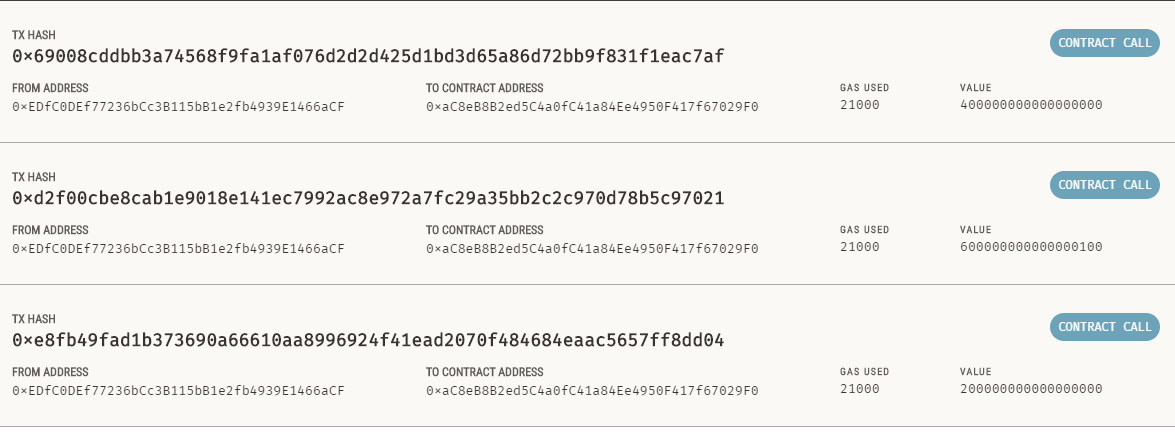 TX HASH
0×69008cddbb3a74568f9fa1af076d2d2d425d1bd3d65a86d72bb9f831f1eac7af
CONTRACT CALL
FROM ADDRESS TO CONTRACT ADDRESS GAS USED VALUE
0×EDfC0DEf77236bCc3B115bB1e2fb4939E1466aCF 0×aC8eB8B2ed5C4a0fC41a84Ee4950F417f67029F0 21000 400000000000000000
TX HASH
0×d2f00cbe8cab1e9018e141ec7992ac8e972a7fc29a35bb2c2c970d78b5c97021
CONTRACT CALL
FROM ADDRESS TO CONTRACT ADDRESS GAS USED VALUE
0×EDfC0DEf77236bCc3B115bB1e2fb4939E1466aCF 0×aC8eB8B2ed5C4a0fC41a84Ee4950F417f67029F0 21000 600000000000000100
TX HASH
0×e8fb49fad1b373690a66610aa8996924f41ead2070f484684eaac5657ff8dd04
CONTRACT CALL
FROM ADDRESS TO CONTRACT ADDRESS GAS USED VALUE
0×EDfC0DEf77236bCc3B115bB1e2fb4939E1466aCF 0×aC8eB8B2ed5C4a0fC41a84Ee4950F417f67029F0 21000 200000000000000000